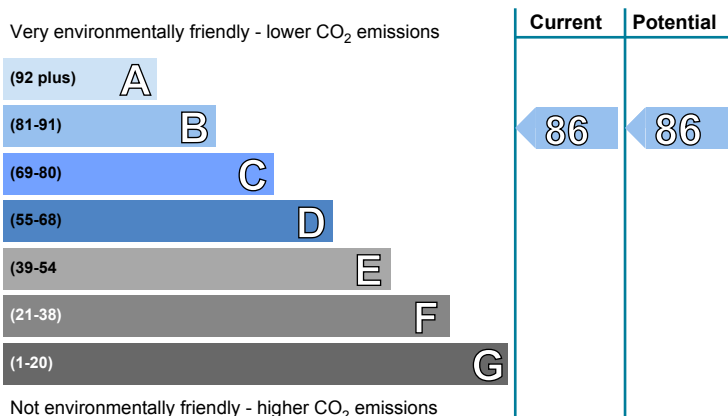 Current Potential
Very environmentally friendly - lower CO2 emissions
(92 plus) A
(81-91) B 86 86
(69-80) C
(55-68) D
(39-54 E
(21-38) F
(1-20) G
Not environmentally friendly - higher CO2 emissions